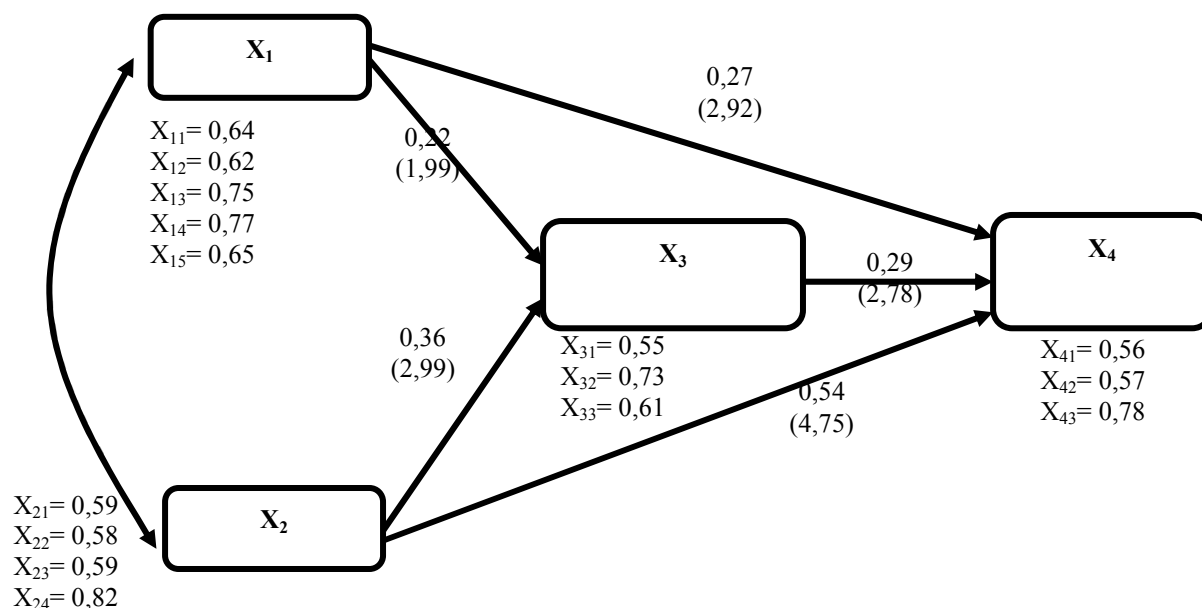 X₁
0,27
(2,92)
X₁₁= 0,64
X₁₂= 0,62
X₁₃= 0,75
X₁₄= 0,77
X₁₅= 0,65
0,22
(1,99)
X₃
X₄
0,29
(2,78)
0,36
(2,99)
X₃₁= 0,55
X₃₂= 0,73
X₃₃= 0,61
X₄₁= 0,56
X₄₂= 0,57
X₄₃= 0,78
0,54
(4,75)
X₂₁= 0,59
X₂₂= 0,58
X₂₃= 0,59
X₂₄= 0,82
X₂